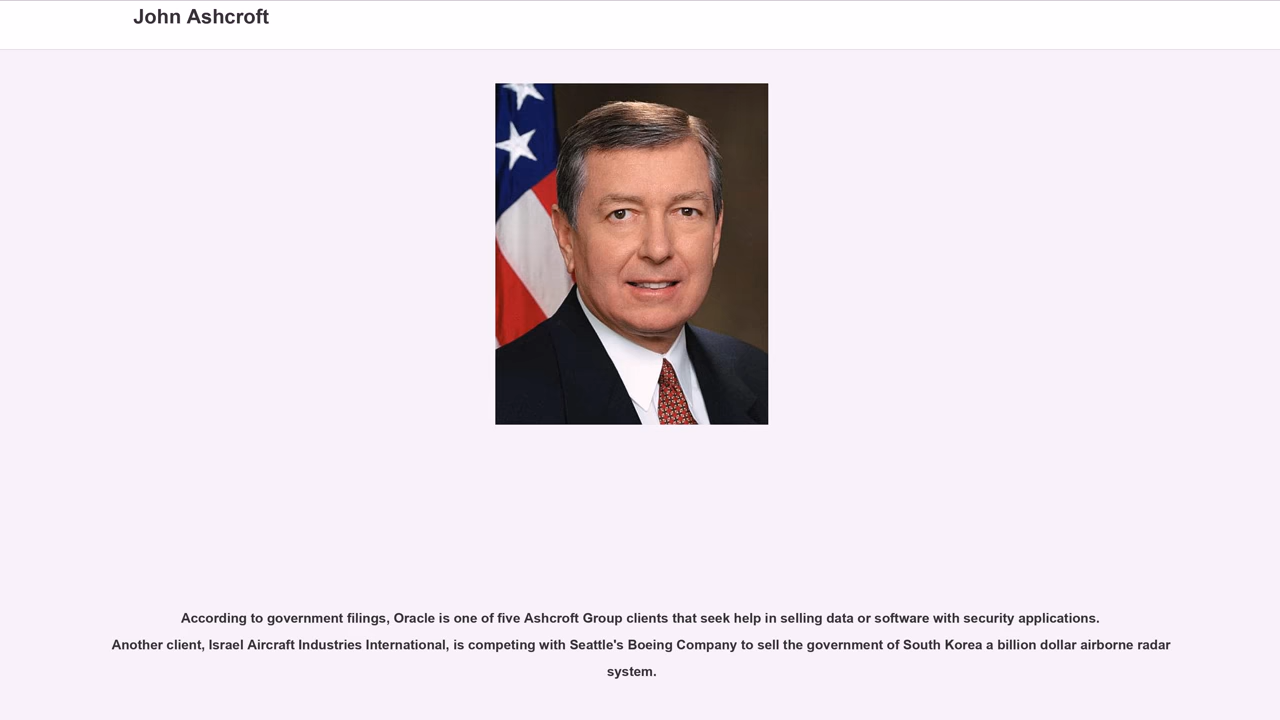 John Ashcroft
According to government filings, Oracle is one of five Ashcroft Group clients that seek help in selling data or software with security applications.
Another client, Israel Aircraft Industries International, is competing with Seattle's Boeing Company to sell the government of South Korea a billion dollar airborne radar
system.